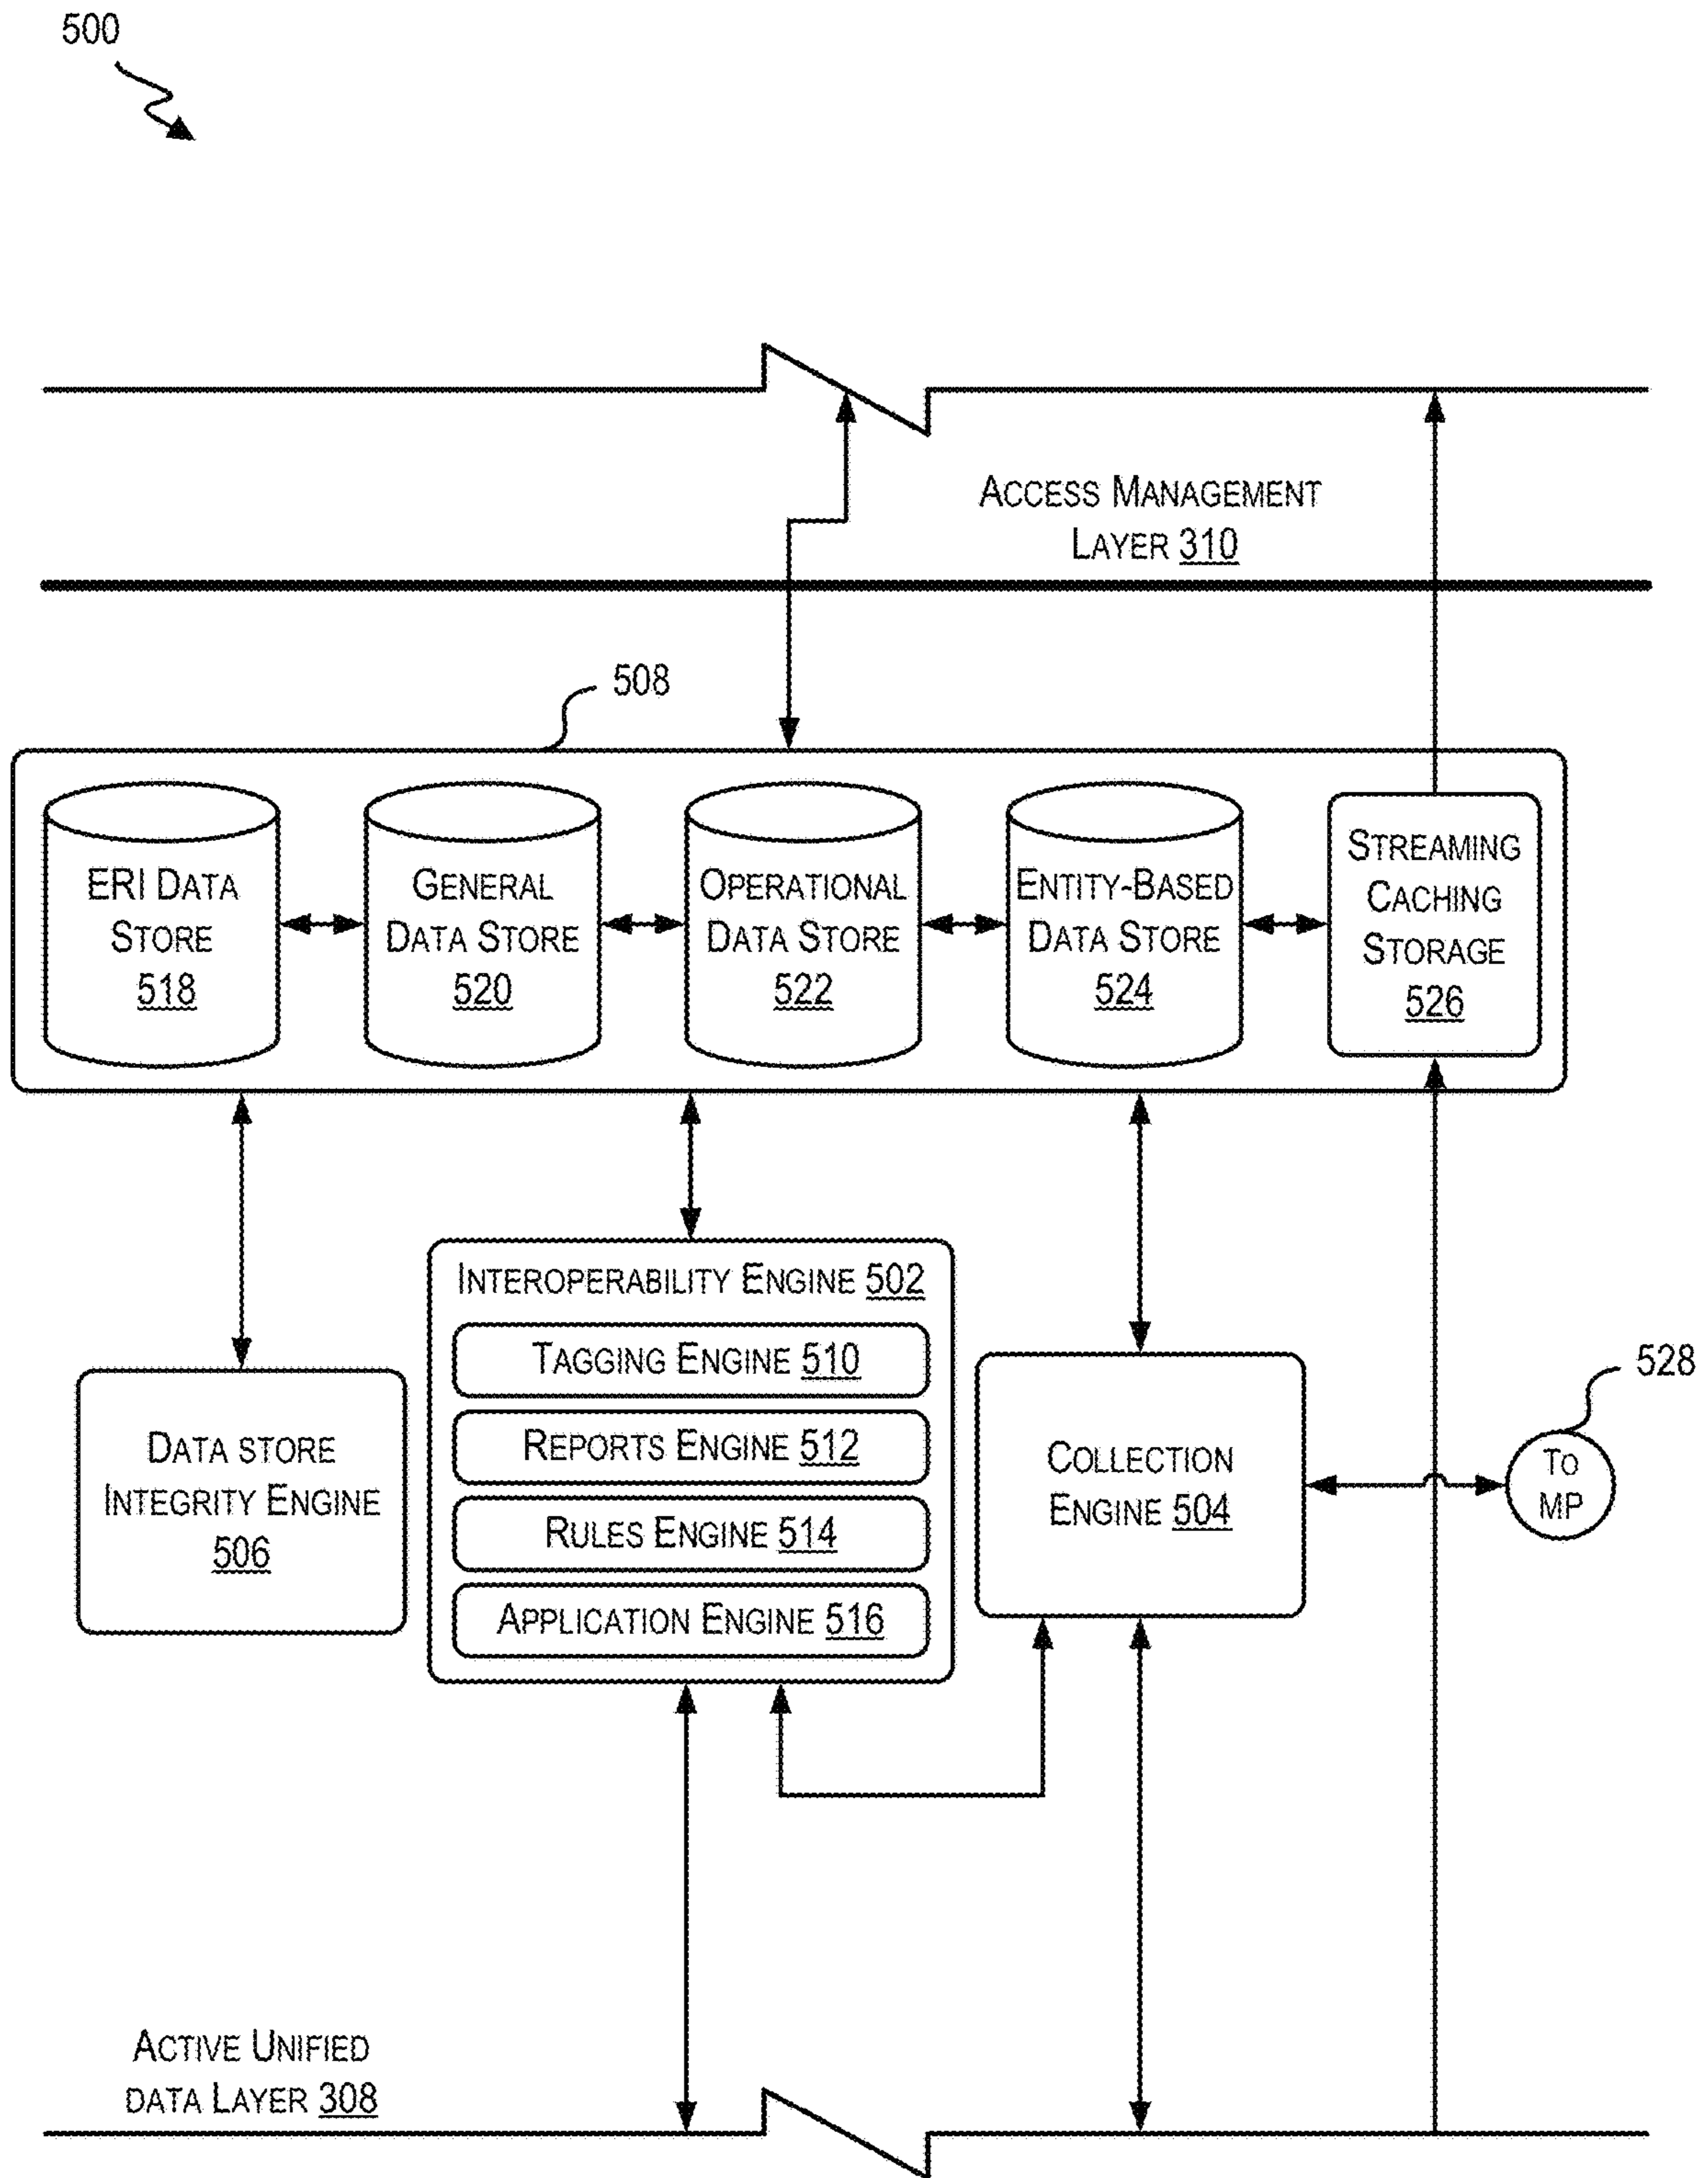 500
ACCESS MANAGEMENT
LAYER 310
508
ERI DATA
STORE
518
GENERAL
DATA STORE
520
OPERATIONAL
DATA STORE
522
ENTITY-BASED
DATA STORE
524
STREAMING
CACHING
STORAGE
526
INTEROPERABILITY ENGINE 502
TAGGING ENGINE 510
REPORTS ENGINE 512
RULES ENGINE 514
APPLICATION ENGINE 516
DATA STORE
INTEGRITY ENGINE
506
COLLECTION
ENGINE 504
528
TO
MP
ACTIVE UNIFIED
DATA LAYER 308